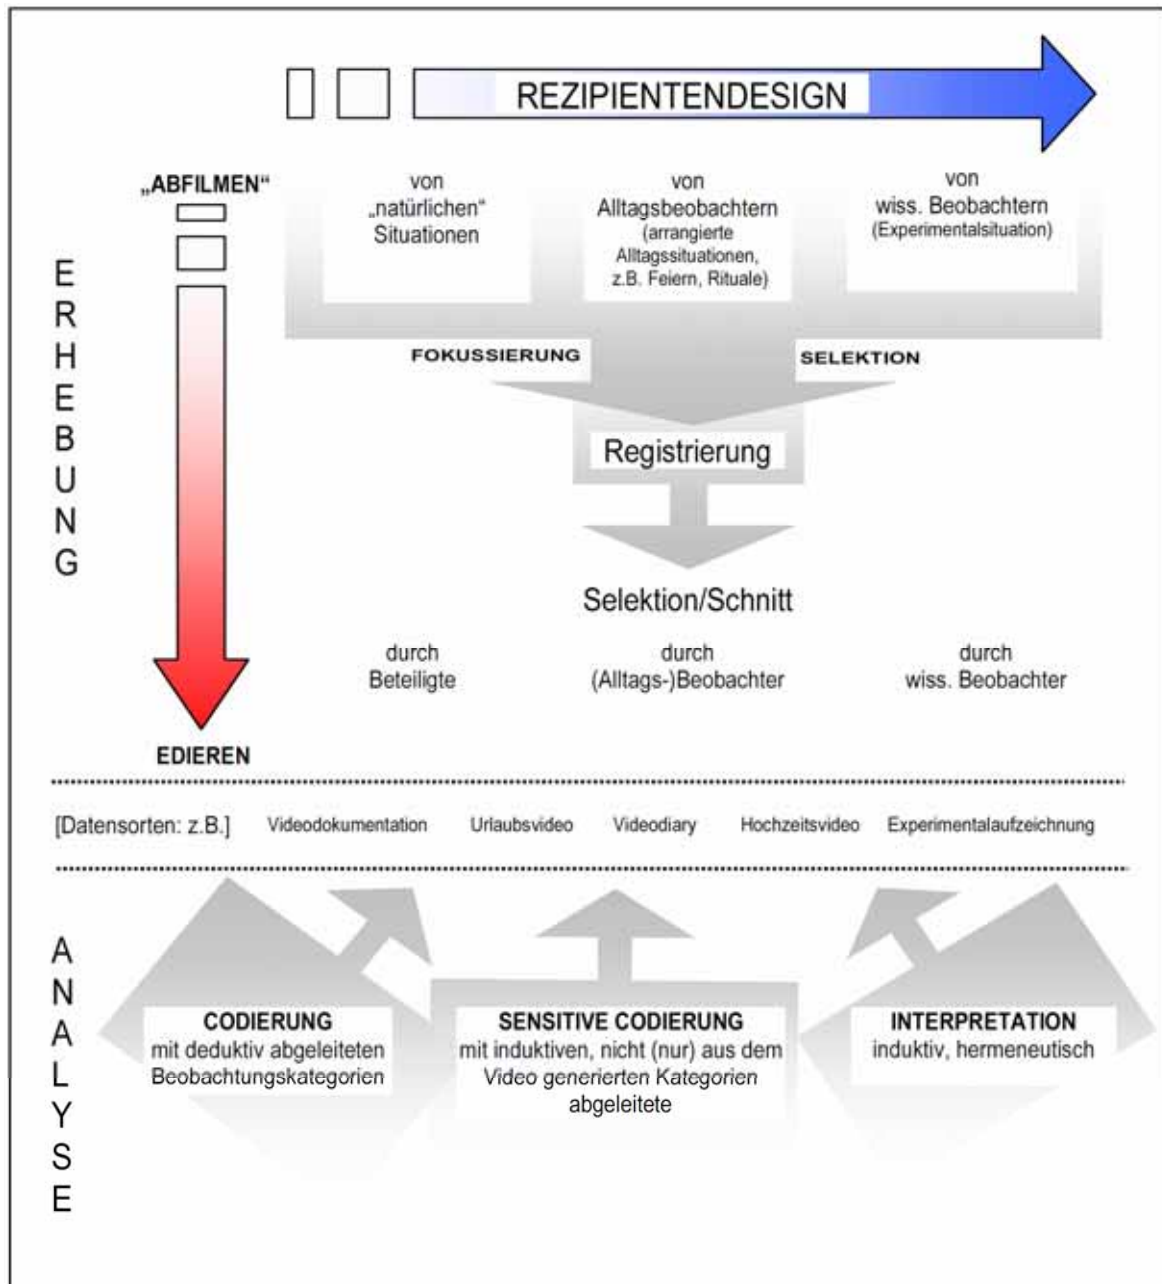 REZIPIENTENDESIGN
„ABFILMEN“
von
„natürlichen“
Situationen
von
Alltagsbeobachtern
(arrangierte
Alltagssituationen,
z.B. Feiern, Rituale)
von
wiss. Beobachtern
(Experimentalsituation)
ERHEBUNG
FOKUSSIERUNG
SELEKTION
Registrierung
Selektion/Schnitt
durch
Beteiligte
durch
(Alltags-)Beobachter
durch
wiss. Beobachter
EDIEREN
[Datensorten: z.B.] Videodokumentation Urlaubsvideo Videodiary Hochzeitsvideo Experimentalaufzeichnung
ANALYSE
CODIERUNG
mit deduktiv abgeleiteten
Beobachtungskategorien
SENSITIVE CODIERUNG
mit induktiven, nicht (nur) aus dem
Video generierten Kategorien
abgeleitete
INTERPRETATION
induktiv, hermeneutisch